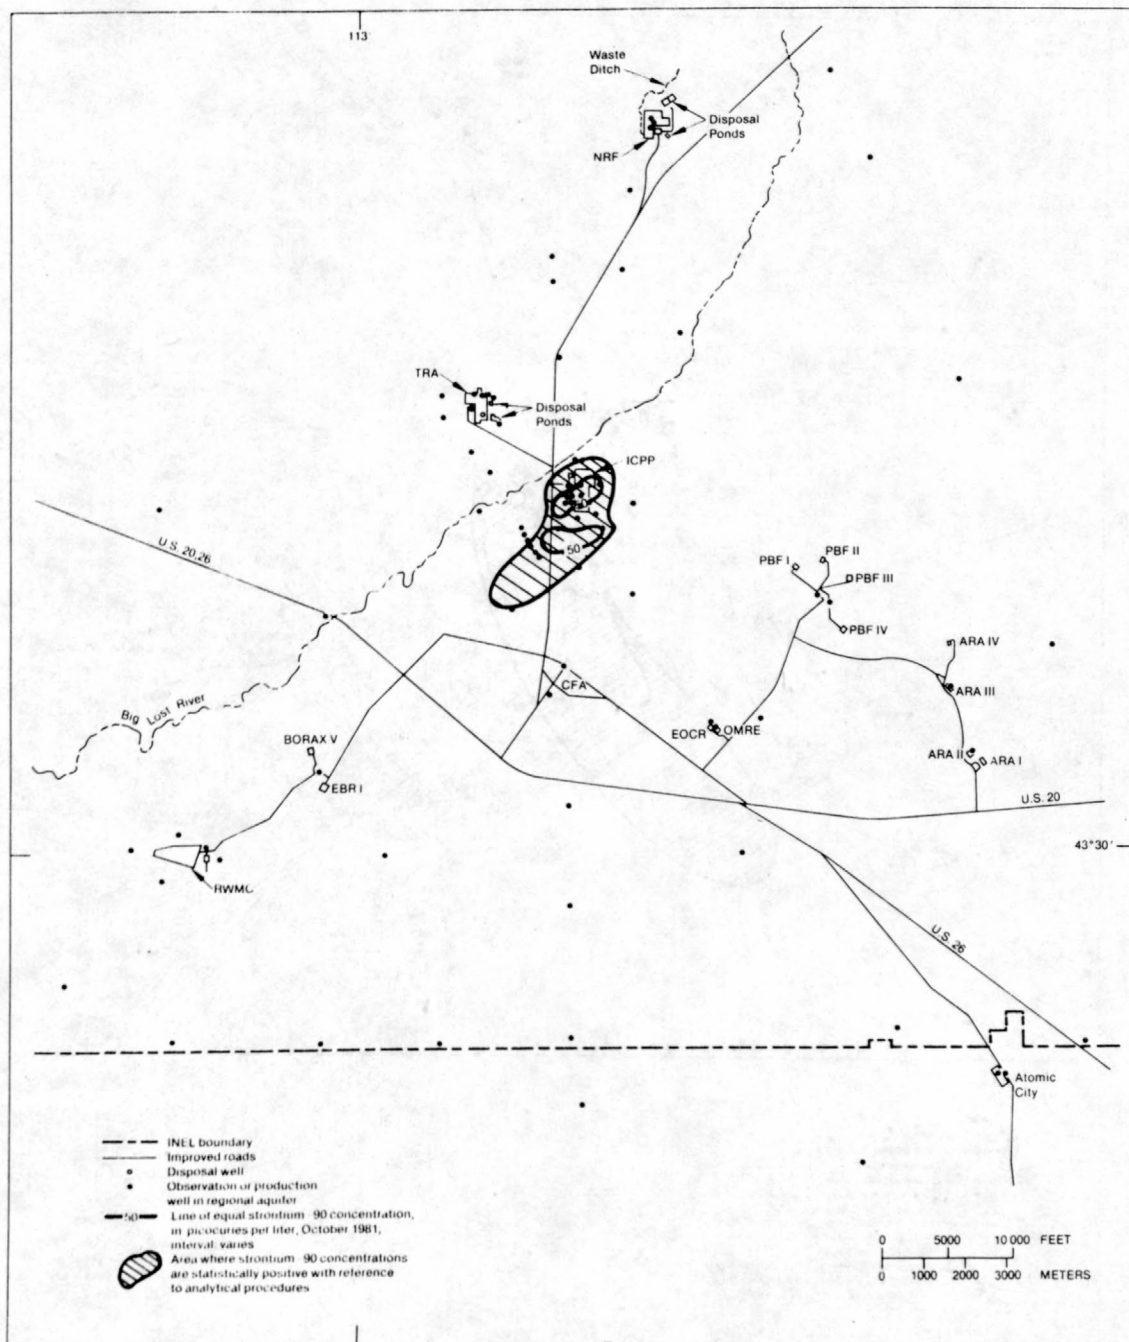 113
Waste
Ditch
Disposal
Ponds
NRF
TRA
Disposal
Ponds
ICPP
50
U.S. 20,26
PBF I
PBF II
PBF III
PBF IV
ARA IV
ARA III
CFA
EOCR
OMRE
ARA II
ARA I
Big Lost River
BORAX V
EBR I
U.S. 20
43°30'
RWMC
U.S. 26
Atomic
City
INEL boundary
Improved roads
Disposal well
Observation or production
well in regional aquifer
50
Line of equal strontium-90 concentration,
in picocuries per liter, October 1981,
interval varies
Area where strontium-90 concentrations
are statistically positive with reference
to analytical procedures
0 5000 10 000 FEET
0 1000 2000 3000 METERS